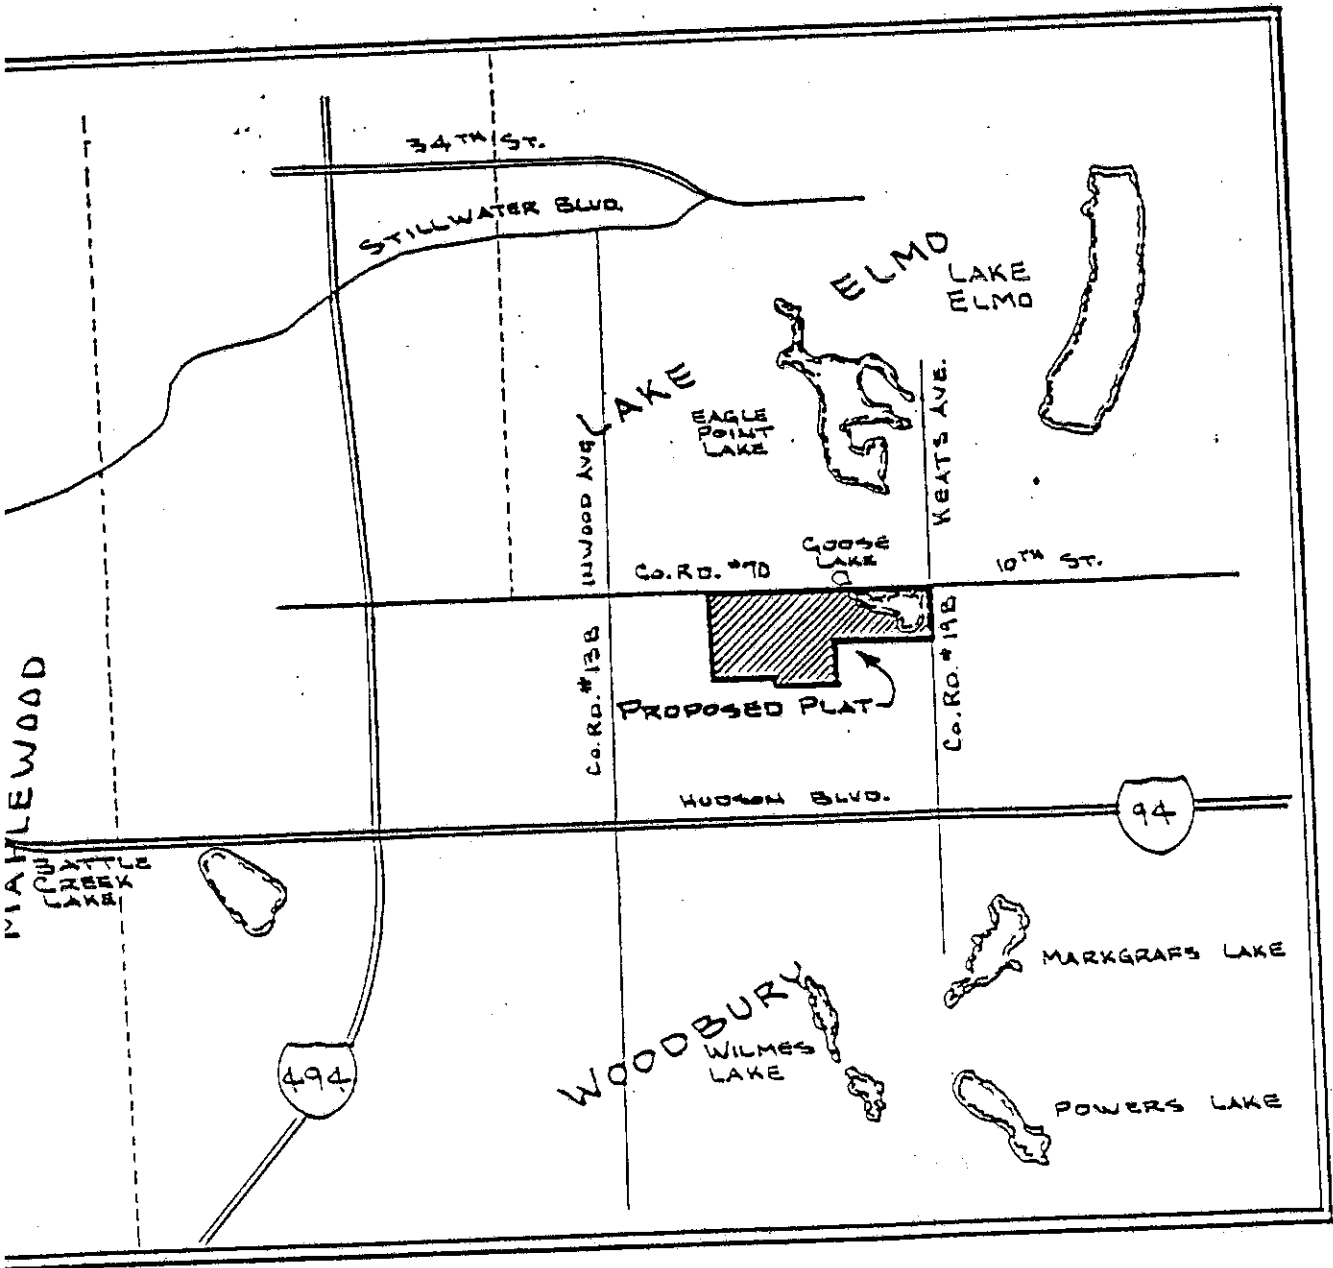 34TH ST.
STILLWATER BLVD.
LAKE ELMO
LAKE
ELMO
EAGLE
POINT
LAKE
KEATS AVE.
INWOOD AVE
GOOSE
LAKE
CO. RD. #70
10TH ST.
CO. RD. #13B
CO. RD. #19B
PROPOSED PLAT
MAPLEWOOD
HUDSON BLVD.
94
BATTLE
CREEK
LAKE
MARKGRAFS LAKE
WOODBURY
WILMES
LAKE
494
POWERS LAKE